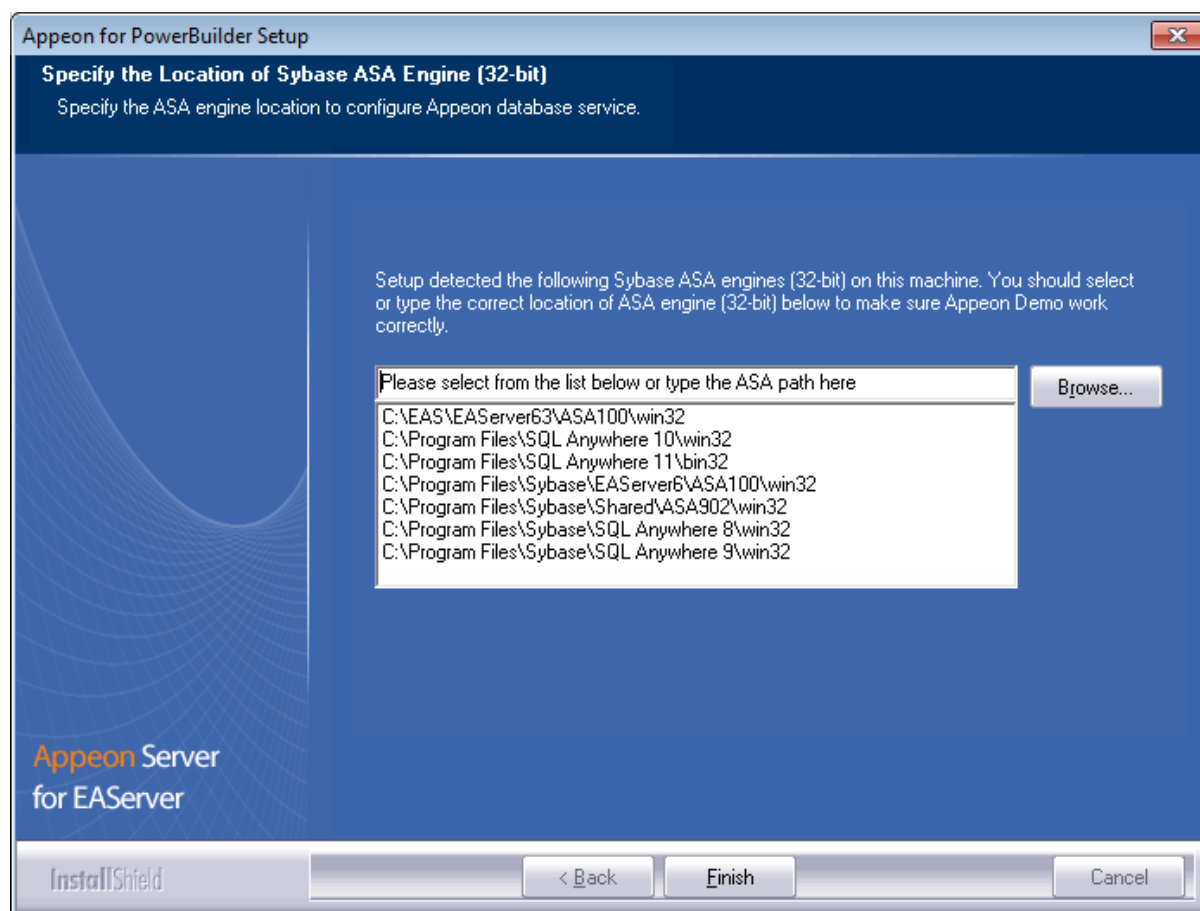 Appeon for PowerBuilder Setup
Specify the Location of Sybase ASA Engine (32-bit)
Specify the ASA engine location to configure Appeon database service.
Setup detected the following Sybase ASA engines (32-bit) on this machine. You should select
or type the correct location of ASA engine (32-bit) below to make sure Appeon Demo work
correctly.
Please select from the list below or type the ASA path here
Browse...
C:\EAS\EAServer63\ASA100\win32
C:\Program Files\SQL Anywhere 10\win32
C:\Program Files\SQL Anywhere 11\bin32
C:\Program Files\Sybase\EAServer6\ASA100\win32
C:\Program Files\Sybase\Shared\ASA902\win32
C:\Program Files\Sybase\SQL Anywhere 8\win32
C:\Program Files\Sybase\SQL Anywhere 9\win32
Appeon Server
for EAServer
InstallShield
< Back
Finish
Cancel